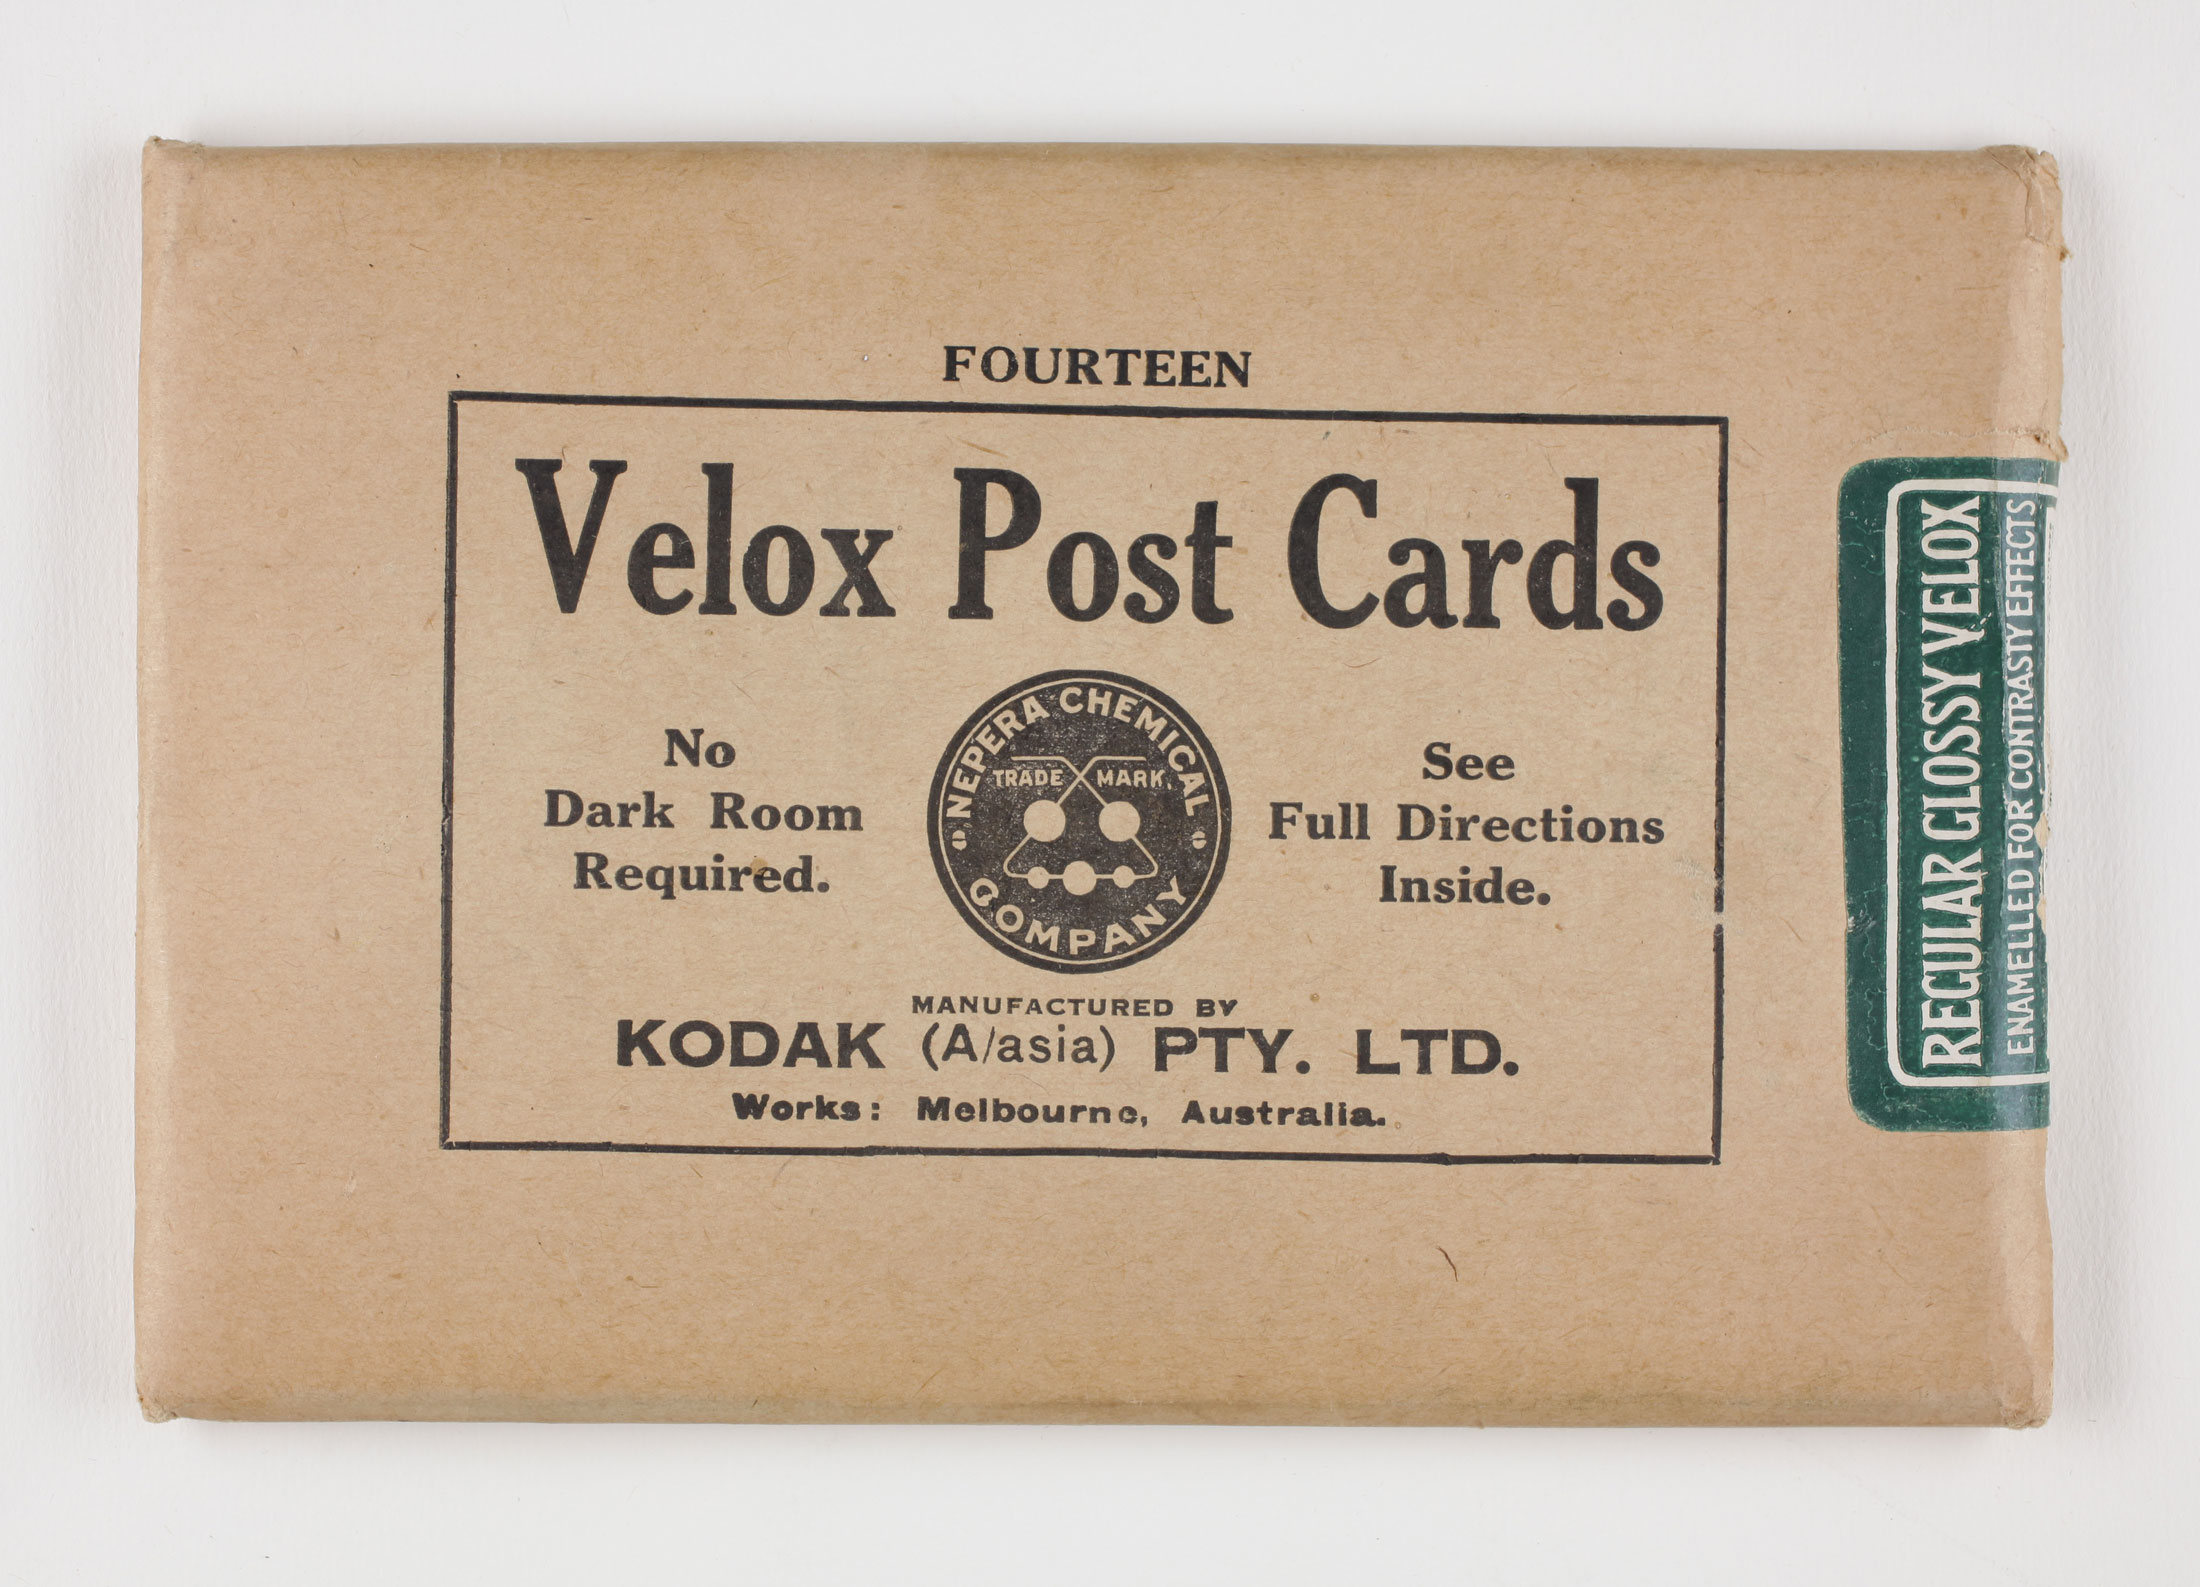 FOURTEEN
Velox Post Cards
No
Dark Room
Required.
NEPERA CHEMICAL
TRADE MARK.
COMPANY
See
Full Directions
Inside.
MANUFACTURED BY
KODAK (A/asia) PTY. LTD.
Works: Melbourne, Australia.
REGULAR GLOSSY VELOX
ENAMELLED FOR CONTRASTY EFFECTS